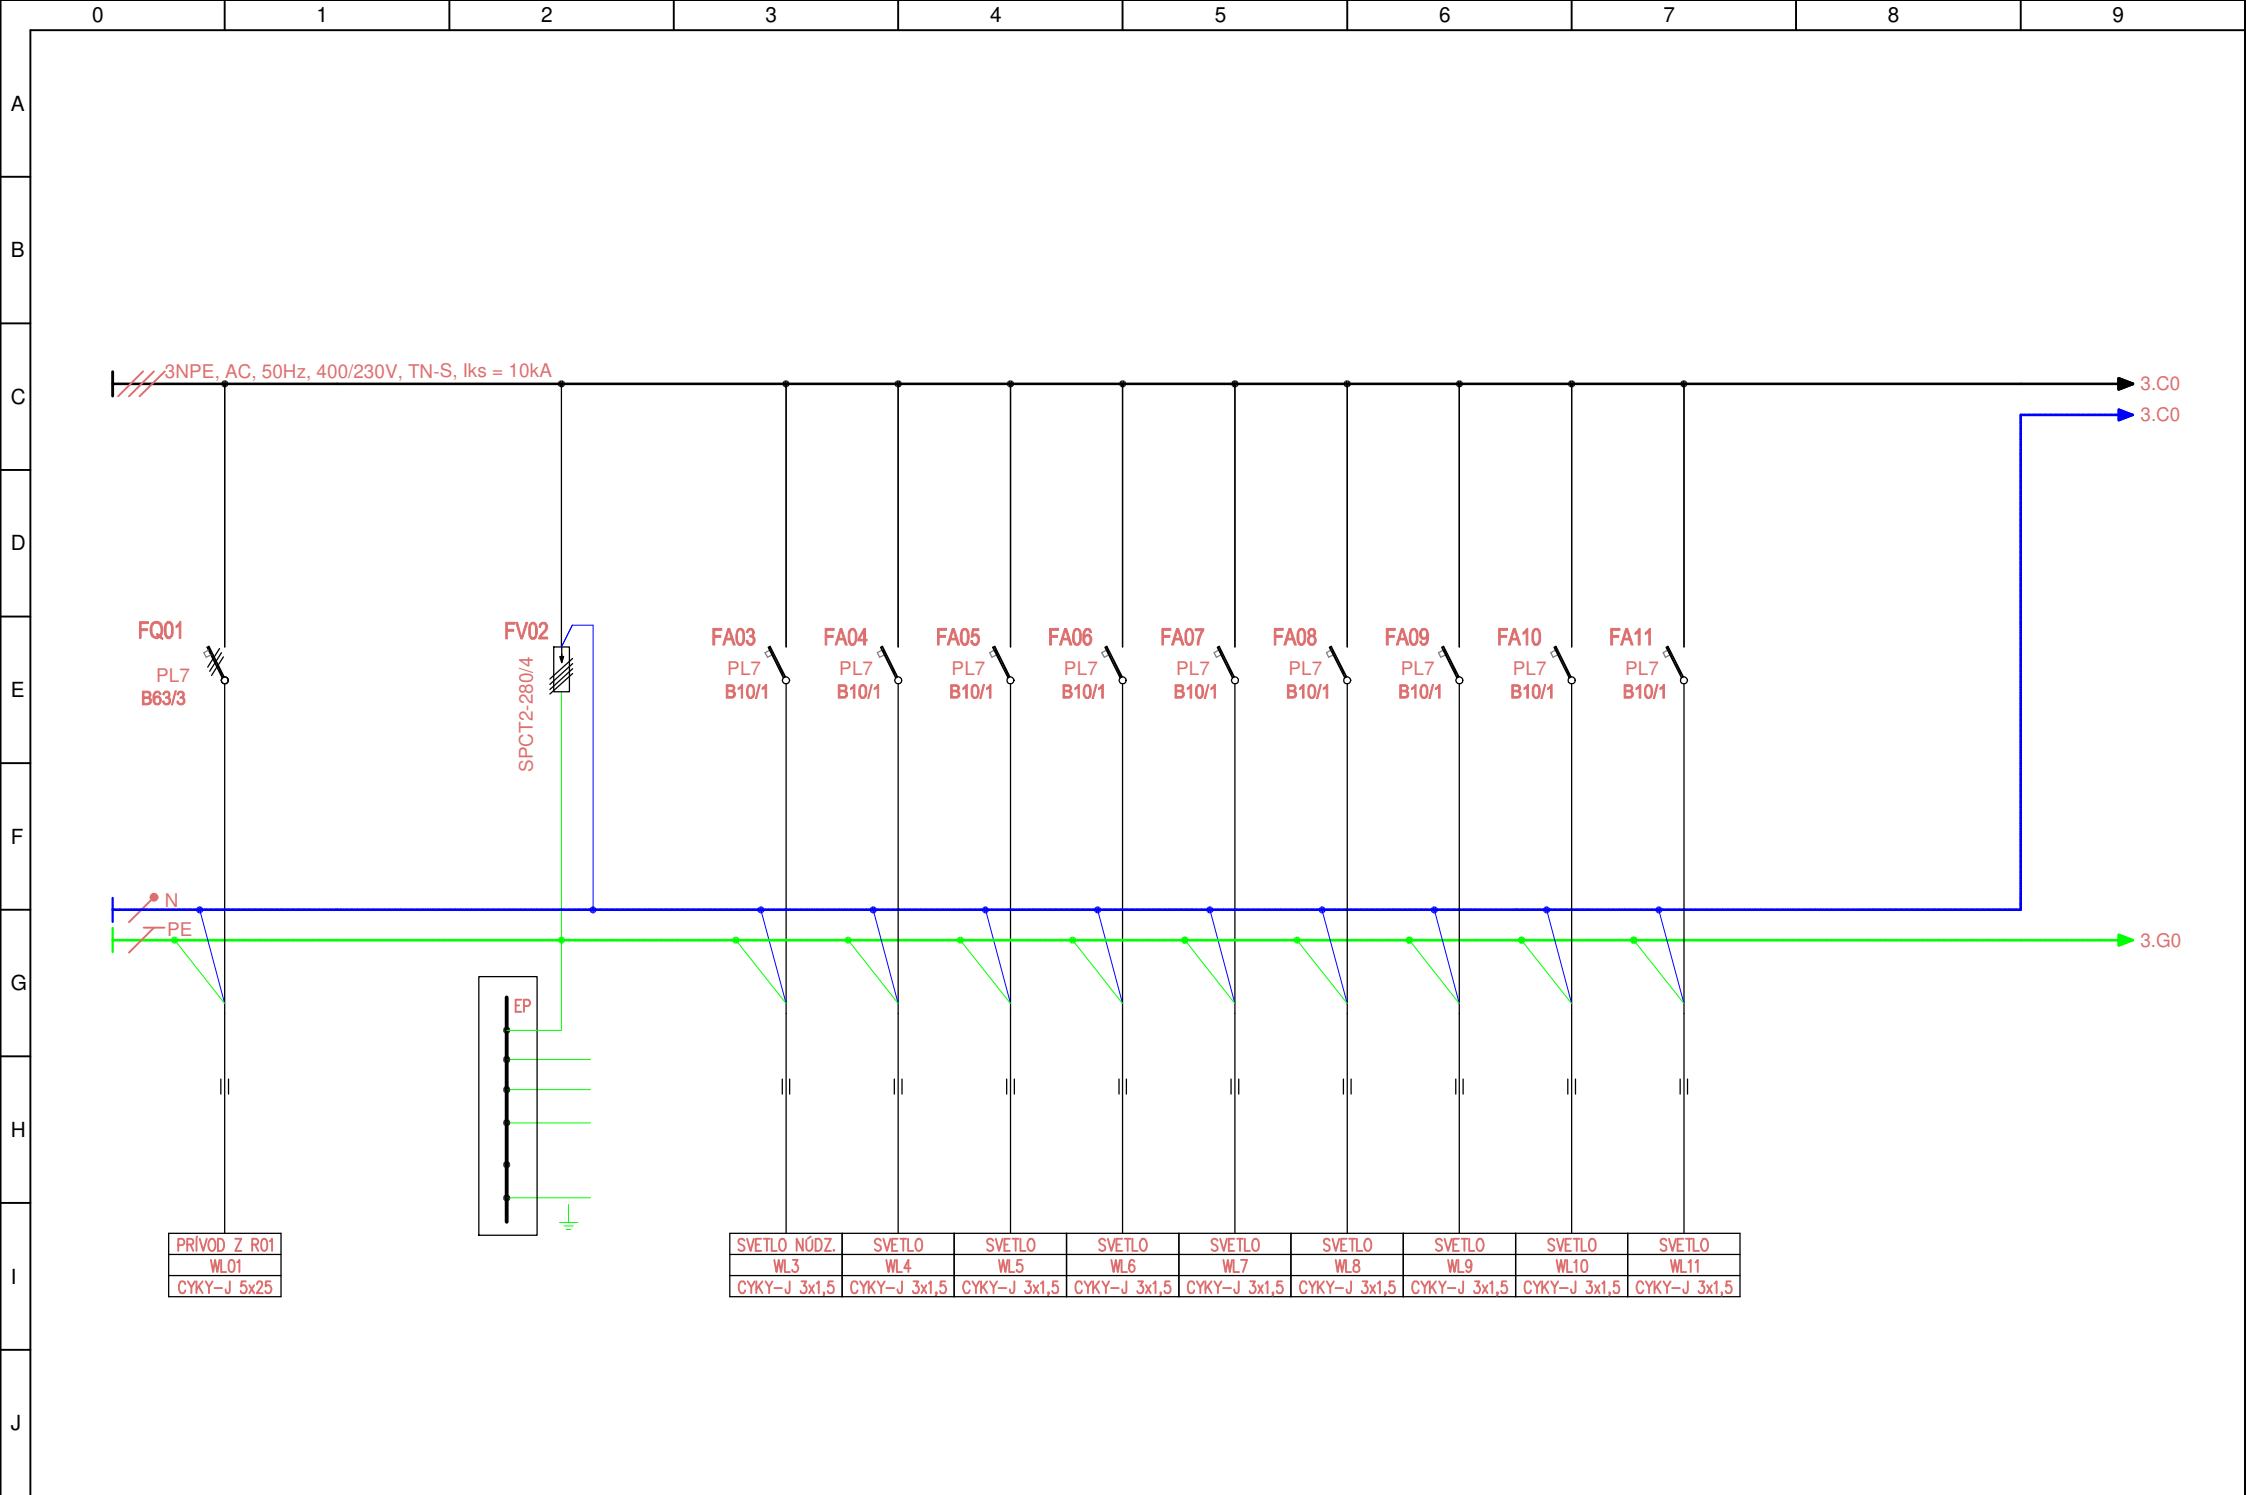 0 1 2 3 4 5 6 7 8 9
A
B
C
D
E
F
G
H
I
J
3NPE, AC, 50Hz, 400/230V, TN-S, Iks = 10kA
3.C0
3.C0
FQ01
PL7
B63/3
FV02
SPCT2-280/4
FA03
PL7
B10/1
FA04
PL7
B10/1
FA05
PL7
B10/1
FA06
PL7
B10/1
FA07
PL7
B10/1
FA08
PL7
B10/1
FA09
PL7
B10/1
FA10
PL7
B10/1
FA11
PL7
B10/1
N
PE
3.G0
EP
PRÍVOD Z R01
WL01
CYKY-J 5x25
SVETLO NÚDZ.
WL3
CYKY-J 3x1,5
SVETLO
WL4
CYKY-J 3x1,5
SVETLO
WL5
CYKY-J 3x1,5
SVETLO
WL6
CYKY-J 3x1,5
SVETLO
WL7
CYKY-J 3x1,5
SVETLO
WL8
CYKY-J 3x1,5
SVETLO
WL9
CYKY-J 3x1,5
SVETLO
WL10
CYKY-J 3x1,5
SVETLO
WL11
CYKY-J 3x1,5